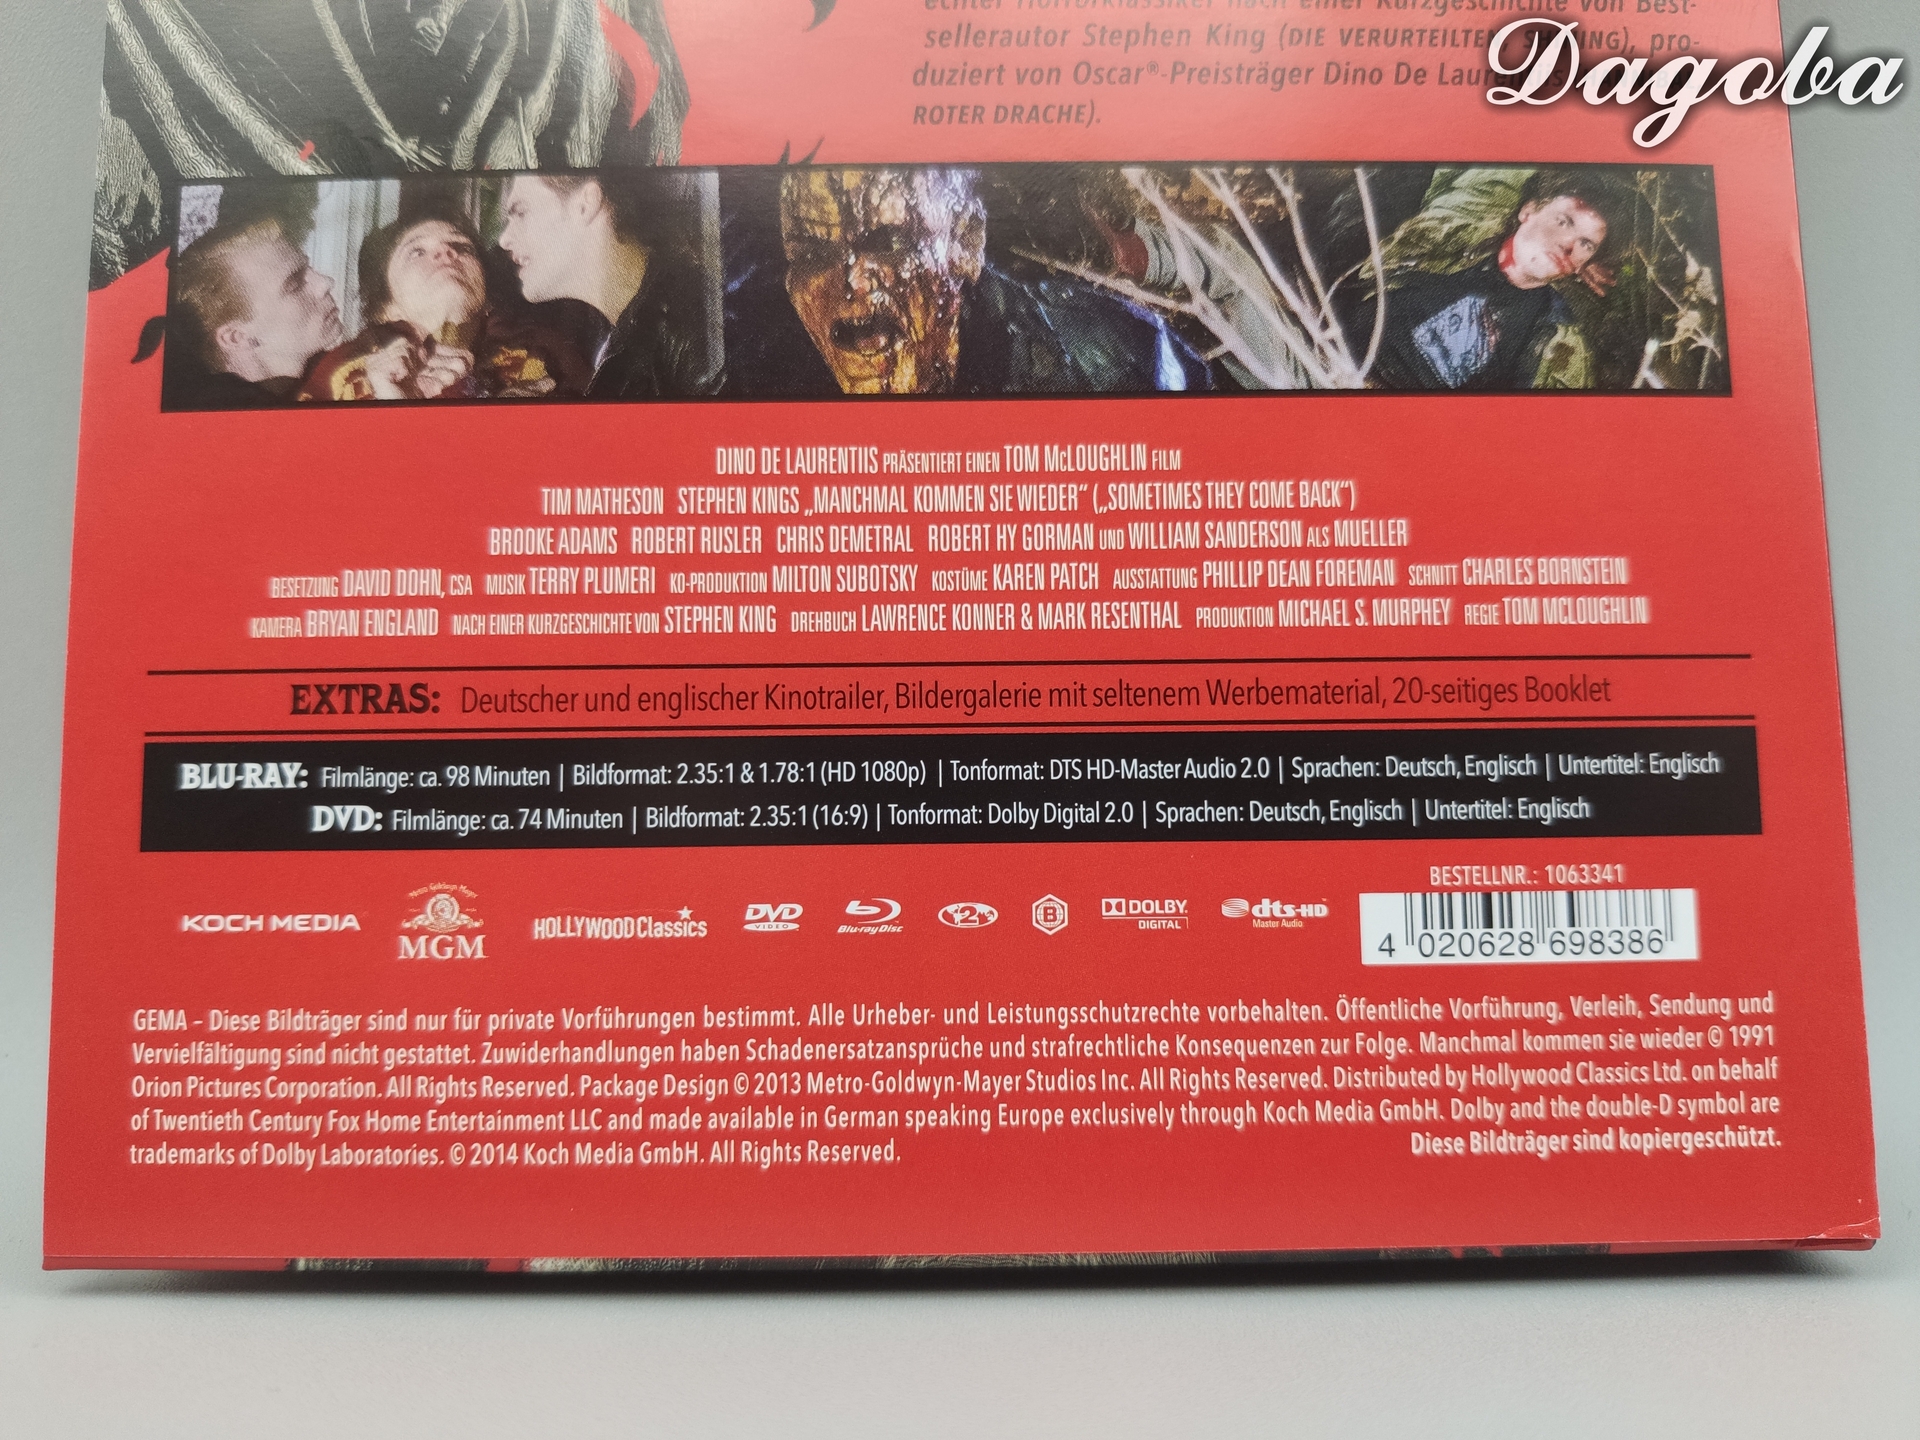 echter Horrorklassiker nach einer Kurzgeschichte von Best-
sellerautor Stephen King (DIE VERURTEILTEN, SHINING), pro-
duziert von Oscar®-Preisträger Dino De Laurentiis
ROTER DRACHE).
Dagoba
DINO DE LAURENTIIS PRÄSENTIERT EINEN TOM McLOUGHLIN FILM
TIM MATHESON STEPHEN KINGS „MANCHMAL KOMMEN SIE WIEDER“ („SOMETIMES THEY COME BACK“)
BROOKE ADAMS ROBERT RUSLER CHRIS DEMETRAL ROBERT HY GORMAN UND WILLIAM SANDERSON ALS MUELLER
BESETZUNG DAVID DOHN, CSA MUSIK TERRY PLUMERI KO-PRODUKTION MILTON SUBOTSKY KOSTÜME KAREN PATCH AUSSTATTUNG PHILLIP DEAN FOREMAN SCHNITT CHARLES BORNSTEIN
KAMERA BRYAN ENGLAND NACH EINER KURZGESCHICHTE VON STEPHEN KING DREHBUCH LAWRENCE KONNER & MARK RESENTHAL PRODUKTION MICHAEL S. MURPHEY REGIE TOM MCLOUGHLIN
EXTRAS: Deutscher und englischer Kinotrailer, Bildergalerie mit seltenem Werbematerial, 20-seitiges Booklet
BLU-RAY: Filmlänge: ca. 98 Minuten | Bildformat: 2.35:1 & 1.78:1 (HD 1080p) | Tonformat: DTS HD-Master Audio 2.0 | Sprachen: Deutsch, Englisch | Untertitel: Englisch
DVD: Filmlänge: ca. 74 Minuten | Bildformat: 2.35:1 (16:9) | Tonformat: Dolby Digital 2.0 | Sprachen: Deutsch, Englisch | Untertitel: Englisch
BESTELLNR.: 1063341
KOCH MEDIA Metro Goldwyn Mayer MGM HOLLYWOOD Classics DVD VIDEO Blu-ray Disc 2 B DOLBY DIGITAL dts-HD Master Audio
4 020628 698386
GEMA – Diese Bildträger sind nur für private Vorführungen bestimmt. Alle Urheber- und Leistungsschutzrechte vorbehalten. Öffentliche Vorführung, Verleih, Sendung und
Vervielfältigung sind nicht gestattet. Zuwiderhandlungen haben Schadenersatzansprüche und strafrechtliche Konsequenzen zur Folge. Manchmal kommen sie wieder © 1991
Orion Pictures Corporation. All Rights Reserved. Package Design © 2013 Metro-Goldwyn-Mayer Studios Inc. All Rights Reserved. Distributed by Hollywood Classics Ltd. on behalf
of Twentieth Century Fox Home Entertainment LLC and made available in German speaking Europe exclusively through Koch Media GmbH. Dolby and the double-D symbol are
trademarks of Dolby Laboratories. © 2014 Koch Media GmbH. All Rights Reserved. Diese Bildträger sind kopiergeschützt.